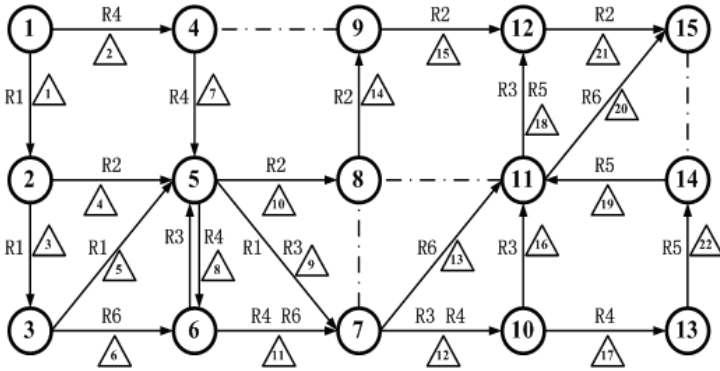 R4 R2 R2
1 4 9 12 15
2 15 21
R1 1 R4 7 R2 14 R3 R5 R6 20
18
R2 R2 R5
2 5 8 11 14
4 10 19
R1 3 R1 5 R3 R4 8 R1 R3 9 R6 13 R3 16 R5 22
R6 R4 R6 R3 R4 R4
3 6 7 10 13
6 11 12 17